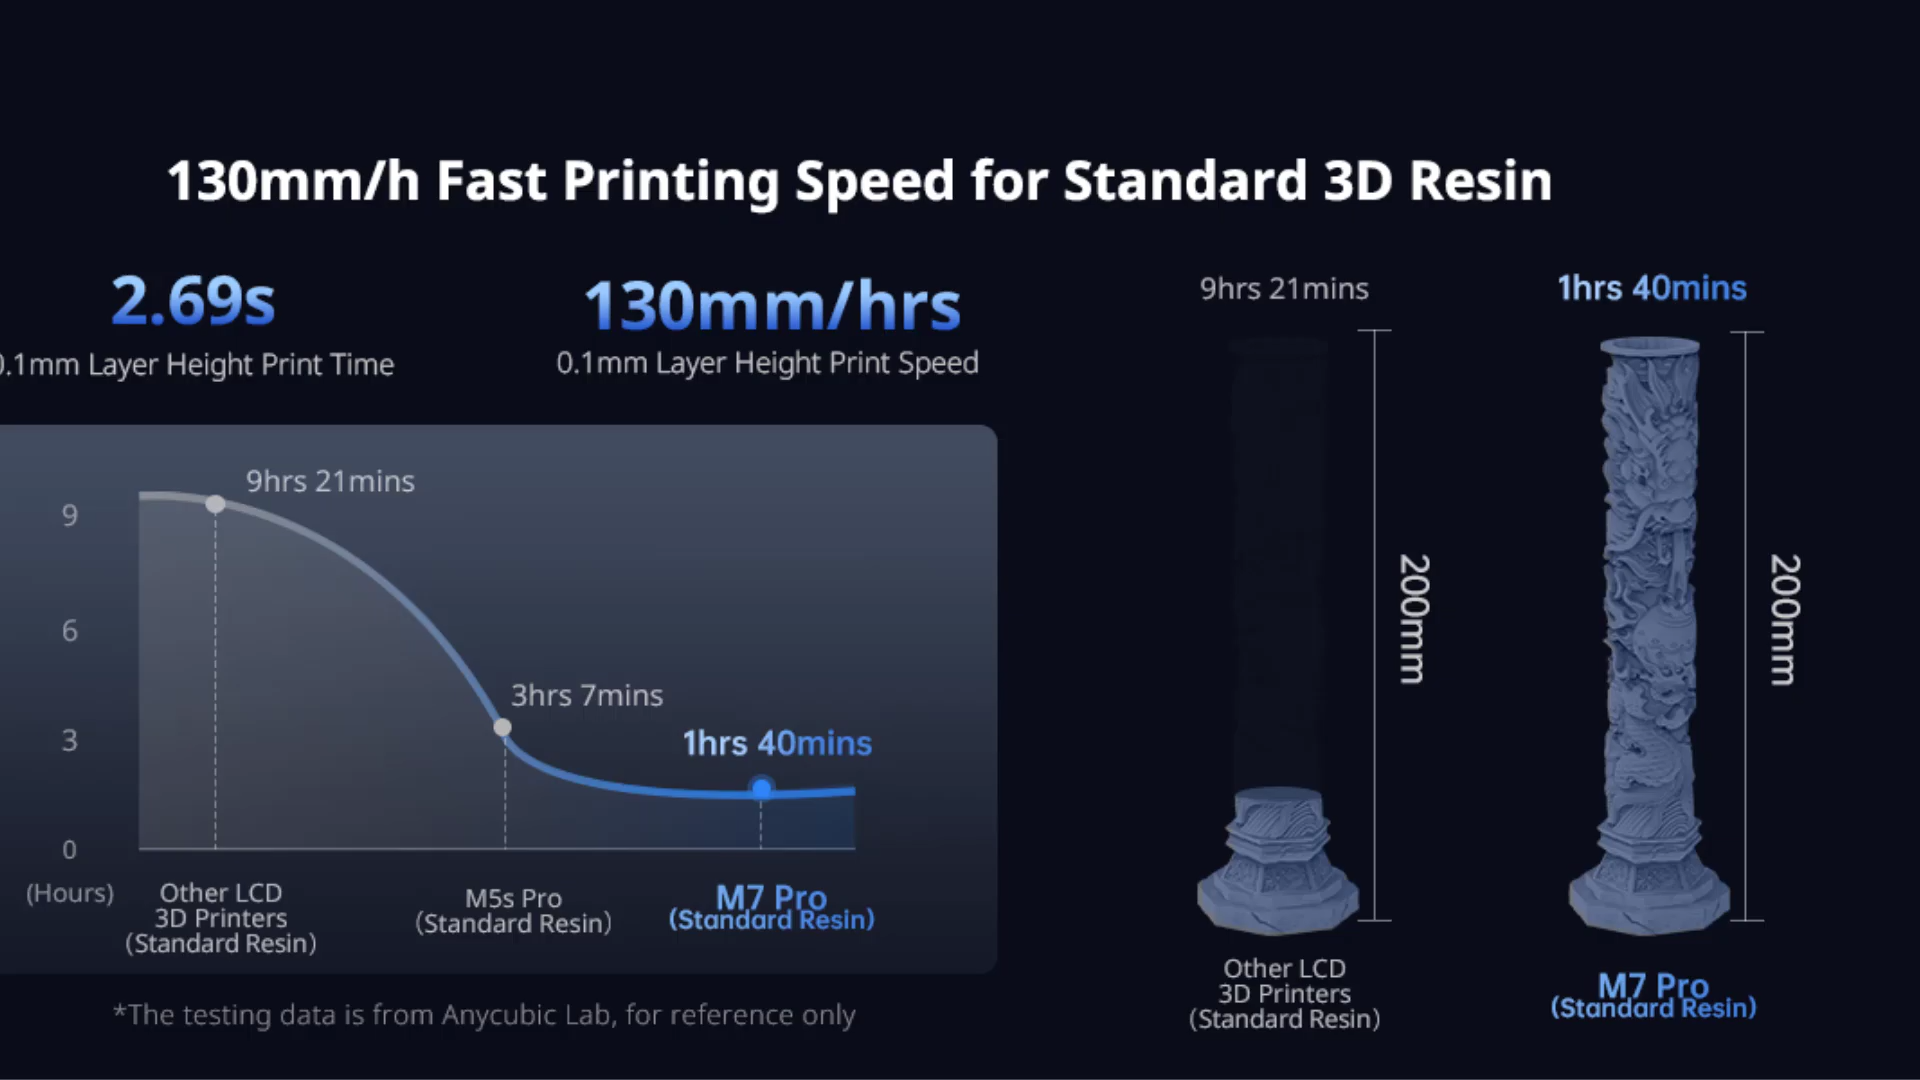 130mm/h Fast Printing Speed for Standard 3D Resin
2.69s
0.1mm Layer Height Print Time
130mm/hrs
0.1mm Layer Height Print Speed
9hrs 21mins
9
6
3
0
(Hours)
3hrs 7mins
1hrs 40mins
Other LCD
3D Printers
(Standard Resin)
M5s Pro
(Standard Resin)
M7 Pro
(Standard Resin)
*The testing data is from Anycubic Lab, for reference only
9hrs 21mins
200mm
Other LCD
3D Printers
(Standard Resin)
1hrs 40mins
200mm
M7 Pro
(Standard Resin)